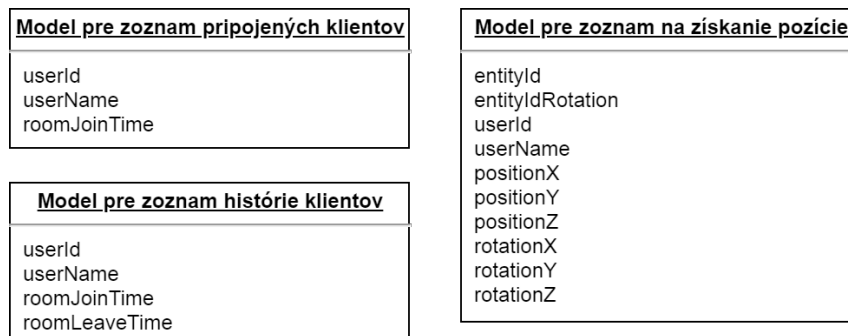 Model pre zoznam pripojených klientov
userId
userName
roomJoinTime
Model pre zoznam histórie klientov
userId
userName
roomJoinTime
roomLeaveTime
Model pre zoznam na získanie pozície
entityId
entityIdRotation
userId
userName
positionX
positionY
positionZ
rotationX
rotationY
rotationZ